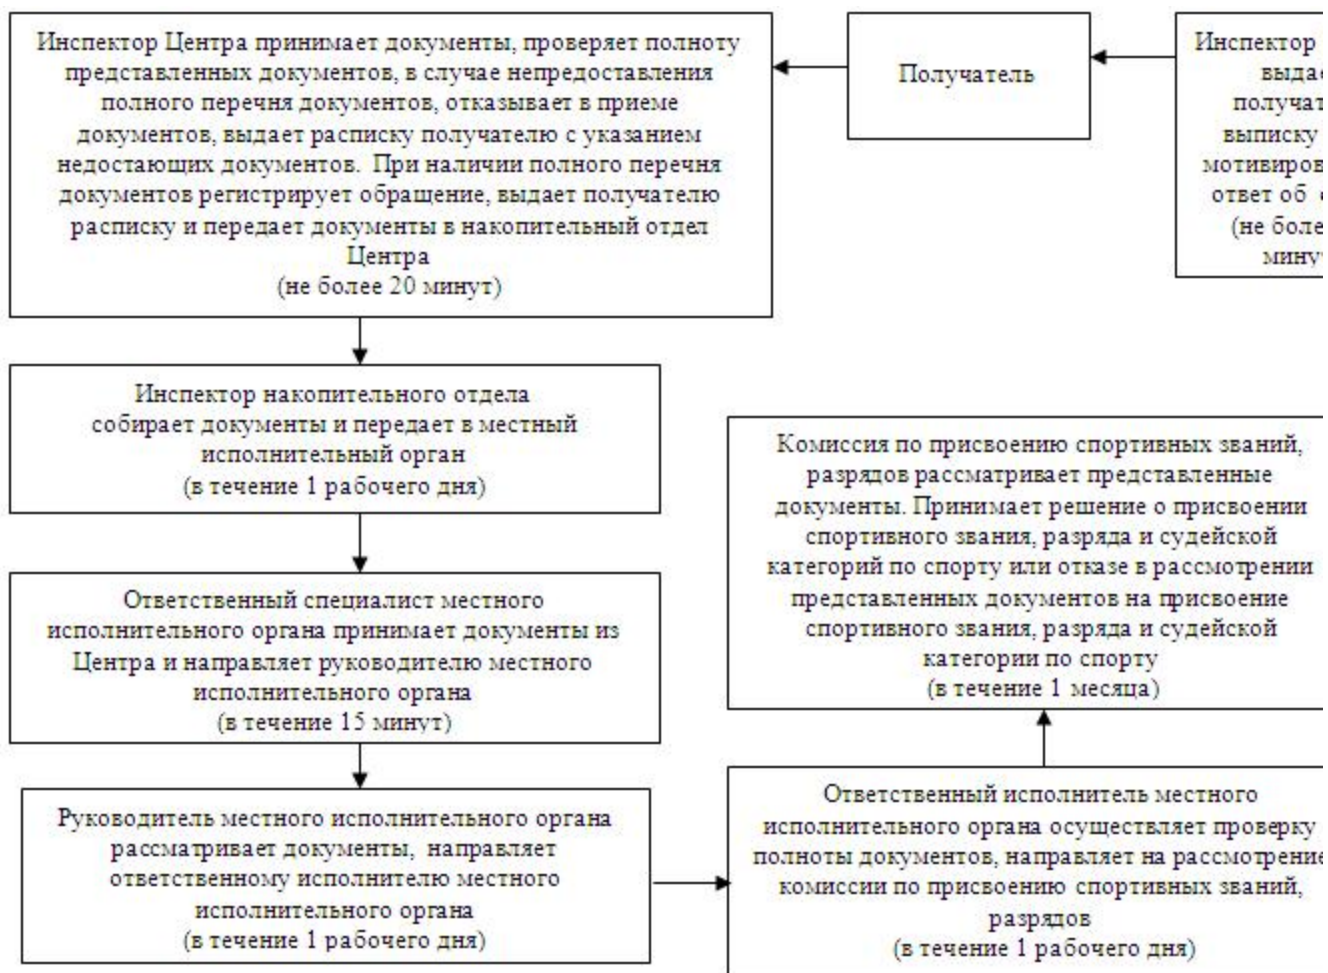 Инспектор Центра принимает документы, проверяет полноту
представленных документов, в случае непредоставления
полного перечня документов, отказывает в приеме
документов, выдает расписку получателю с указанием
недостающих документов. При наличии полного перечня
документов регистрирует обращение, выдает получателю
расписку и передает документы в накопительный отдел
Центра
(не более 20 минут)
Получатель
Инспектор
выдае
получат
выписку
мотивиров
ответ об
(не боле
мину
Инспектор накопительного отдела
собирает документы и передает в местный
исполнительный орган
(в течение 1 рабочего дня)
Ответственный специалист местного
исполнительного органа принимает документы из
Центра и направляет руководителю местного
исполнительного органа
(в течение 15 минут)
Руководитель местного исполнительного органа
рассматривает документы, направляет
ответственному исполнителю местного
исполнительного органа
(в течение 1 рабочего дня)
Комиссия по присвоению спортивных званий,
разрядов рассматривает представленные
документы. Принимает решение о присвоении
спортивного звания, разряда и судейской
категорий по спорту или отказе в рассмотрении
представленных документов на присвоение
спортивного звания, разряда и судейской
категории по спорту
(в течение 1 месяца)
Ответственный исполнитель местного
исполнительного органа осуществляет проверку
полноты документов, направляет на рассмотрение
комиссии по присвоению спортивных званий,
разрядов
(в течение 1 рабочего дня)